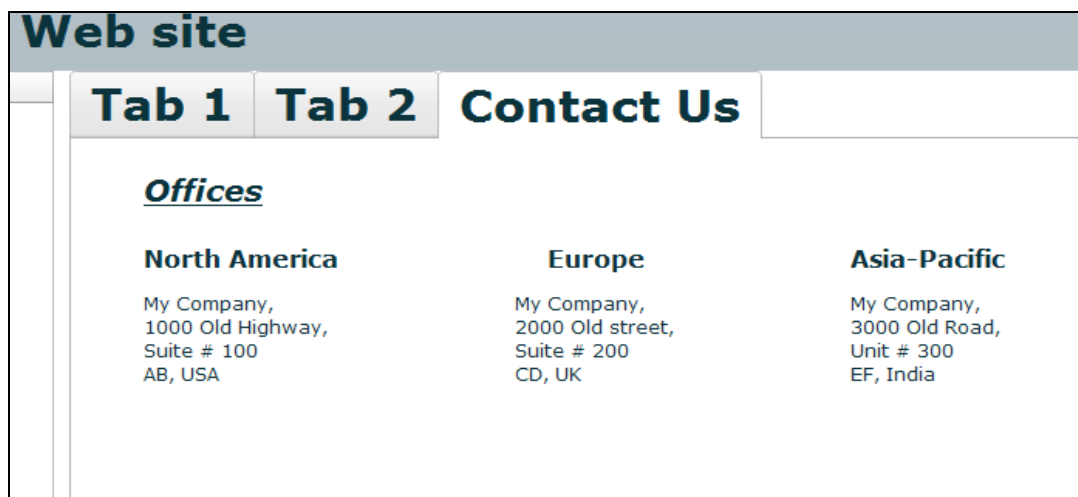 Web site
Tab 1 Tab 2 Contact Us
Offices
North America Europe Asia-Pacific
My Company, My Company, My Company,
1000 Old Highway, 2000 Old street, 3000 Old Road,
Suite # 100 Suite # 200 Unit # 300
AB, USA CD, UK EF, India